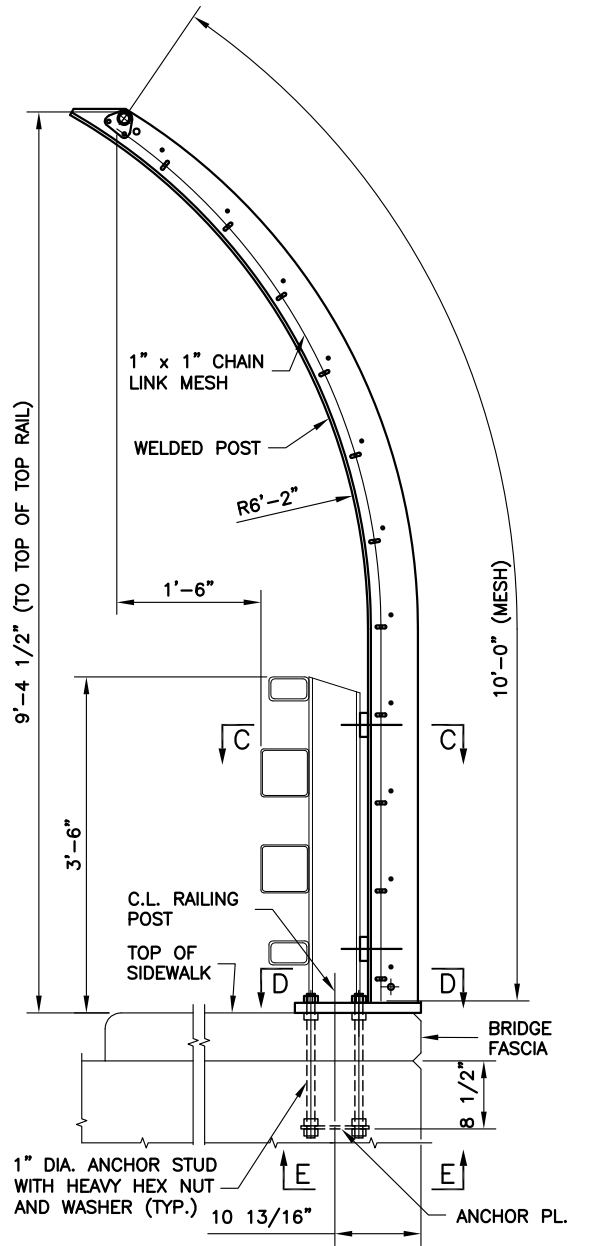 1" x 1" CHAIN
LINK MESH
WELDED POST
R6'-2"
9'-4 1/2" (TO TOP OF TOP RAIL)
1'-6"
10'-0" (MESH)
C
C
3'-6"
C.L. RAILING
POST
TOP OF
SIDEWALK
D
D
BRIDGE
FASCIA
8 1/2"
1" DIA. ANCHOR STUD
WITH HEAVY HEX NUT
AND WASHER (TYP.)
E
E
10 13/16"
ANCHOR PL.